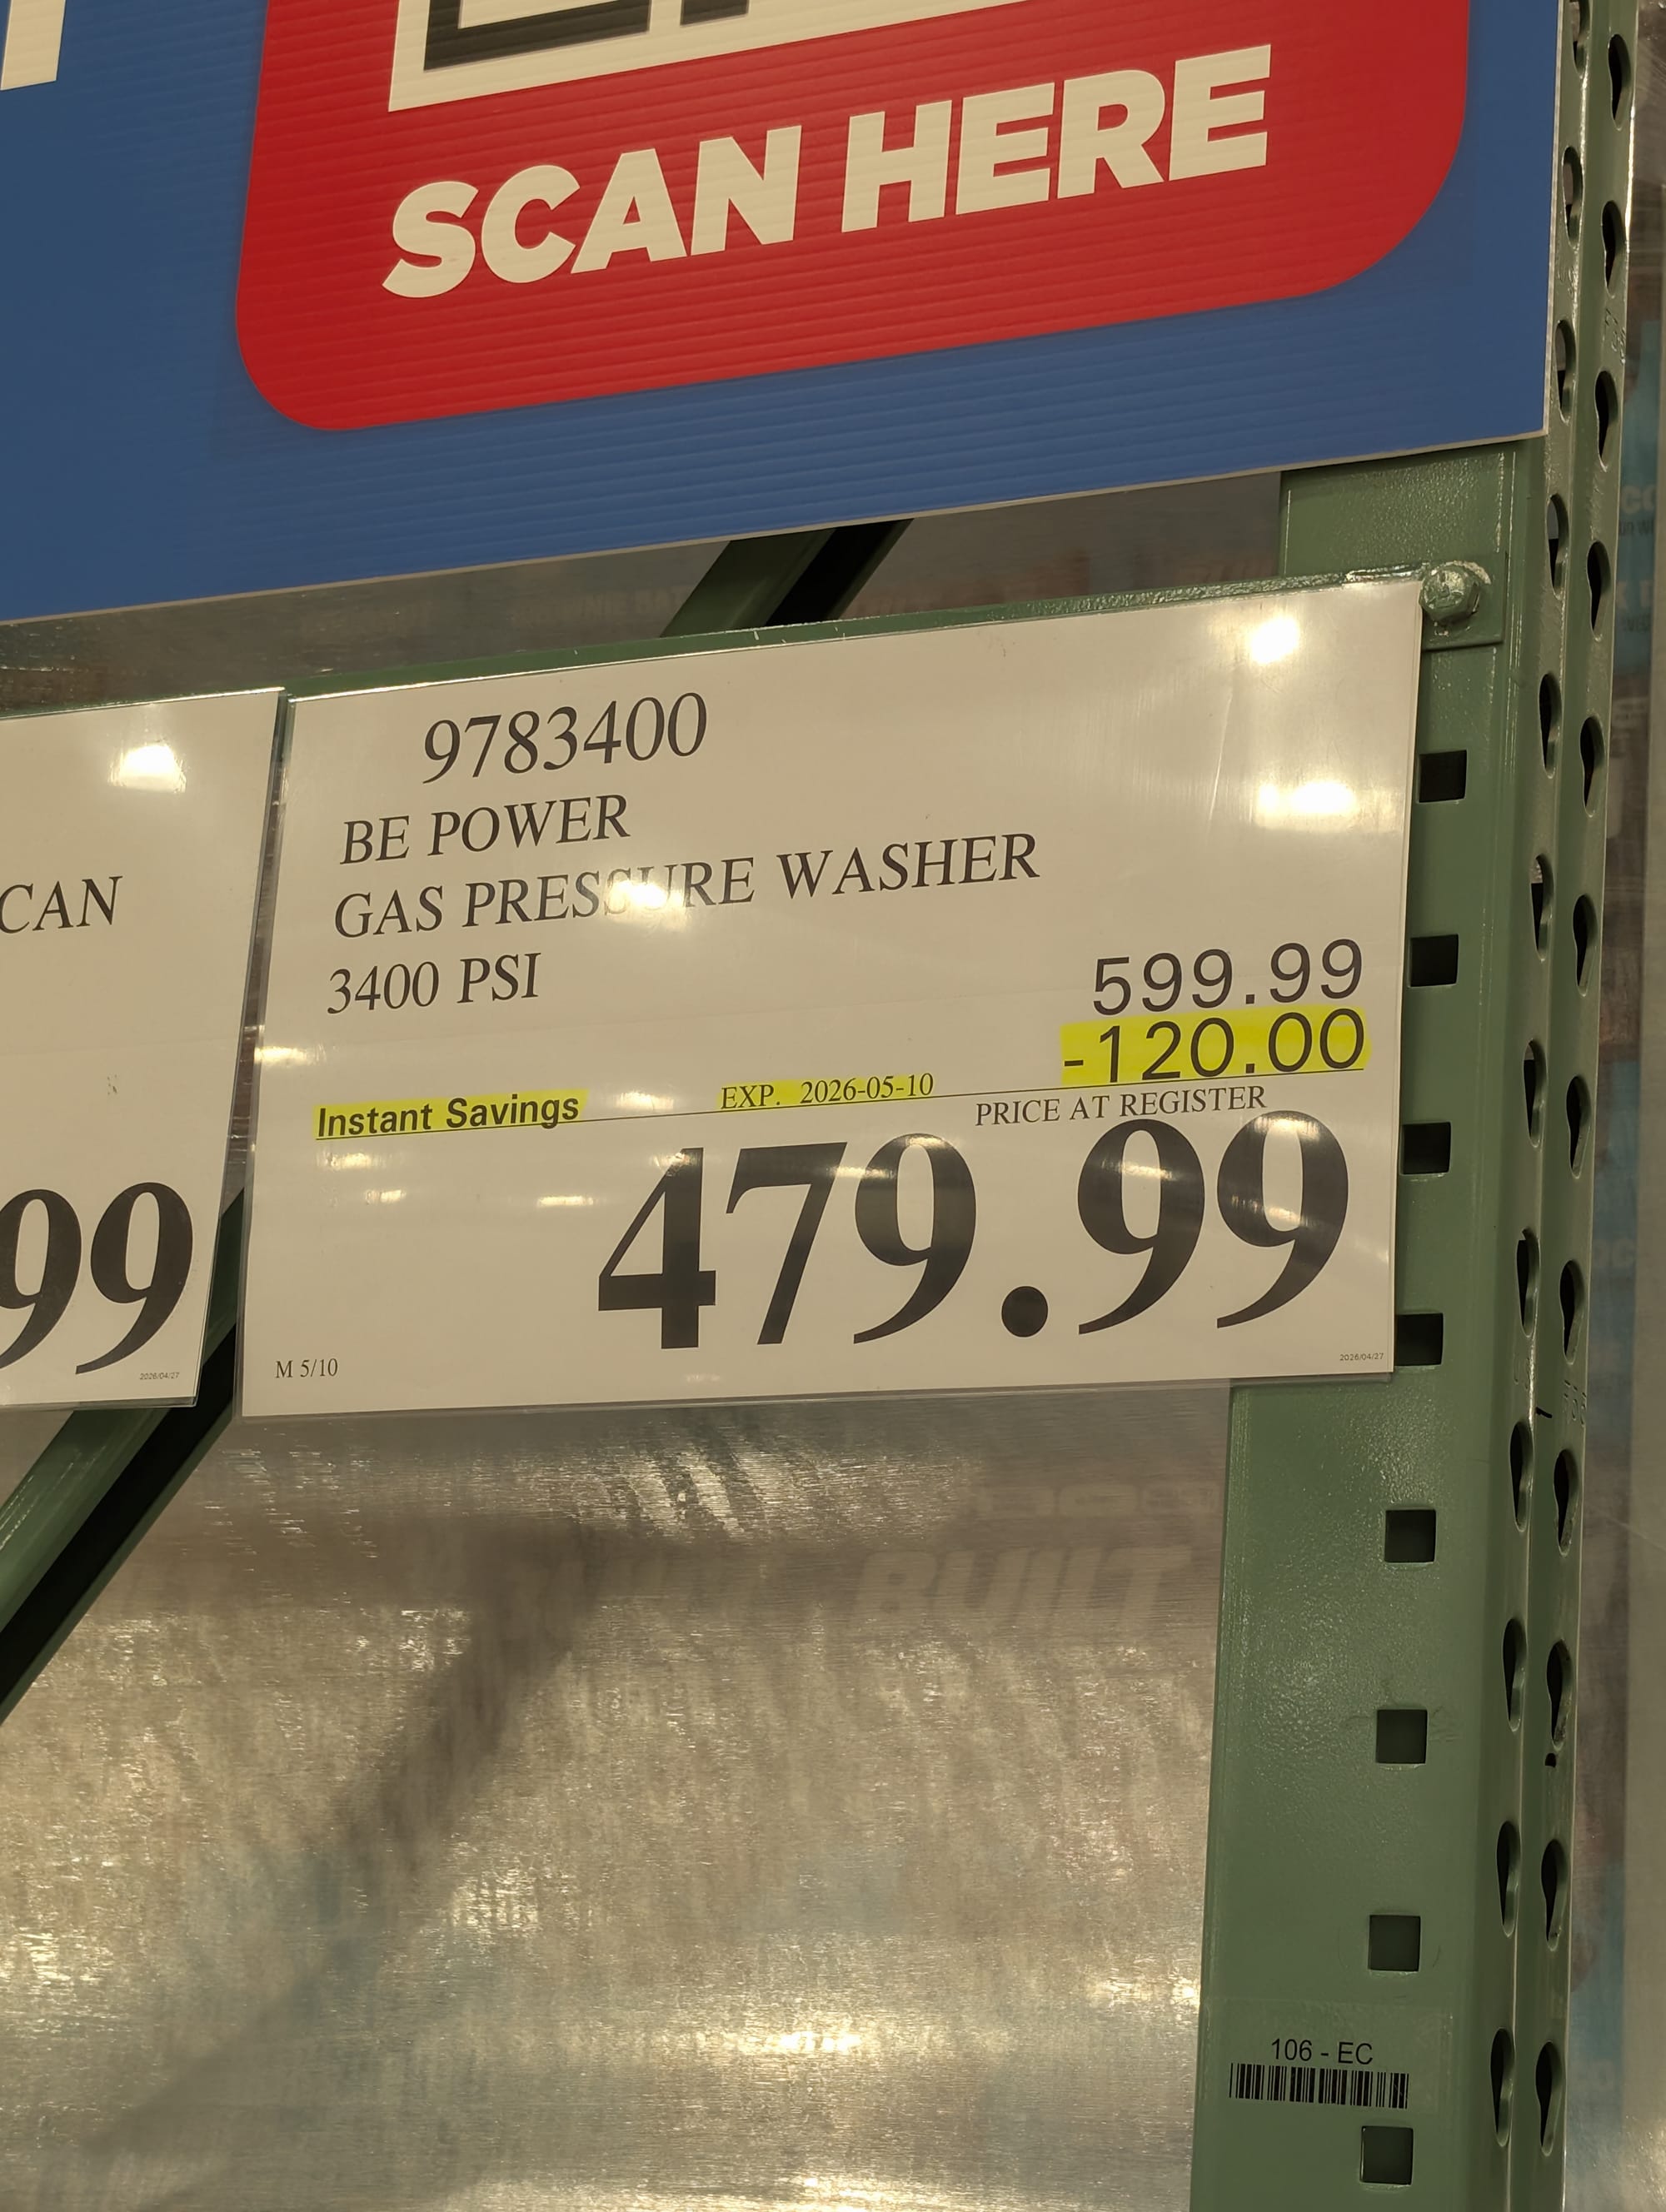 SCAN HERE
CAN
99
2026/04/27
9783400
BE POWER
GAS PRESSURE WASHER
3400 PSI
599.99
-120.00
Instant Savings EXP. 2026-05-10
PRICE AT REGISTER
479.99
M 5/10
2026/04/27
BUILT
106 - EC